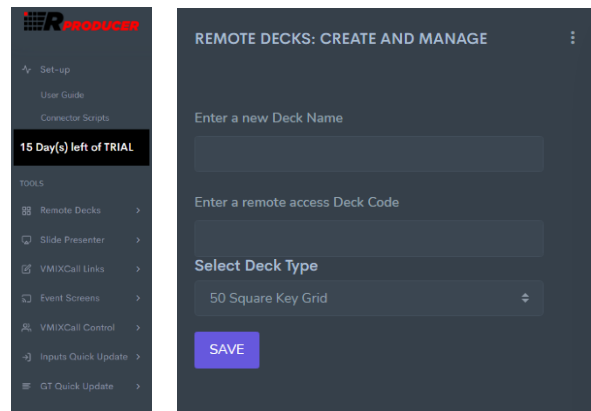 RPRODUCER
Set-up
User Guide
Connector Scripts
15 Day(s) left of TRIAL
TOOLS
Remote Decks
Slide Presenter
VMIXCall Links
Event Screens
VMIXCall Control
Inputs Quick Update
GT Quick Update
REMOTE DECKS: CREATE AND MANAGE
Enter a new Deck Name
Enter a remote access Deck Code
Select Deck Type
50 Square Key Grid
SAVE